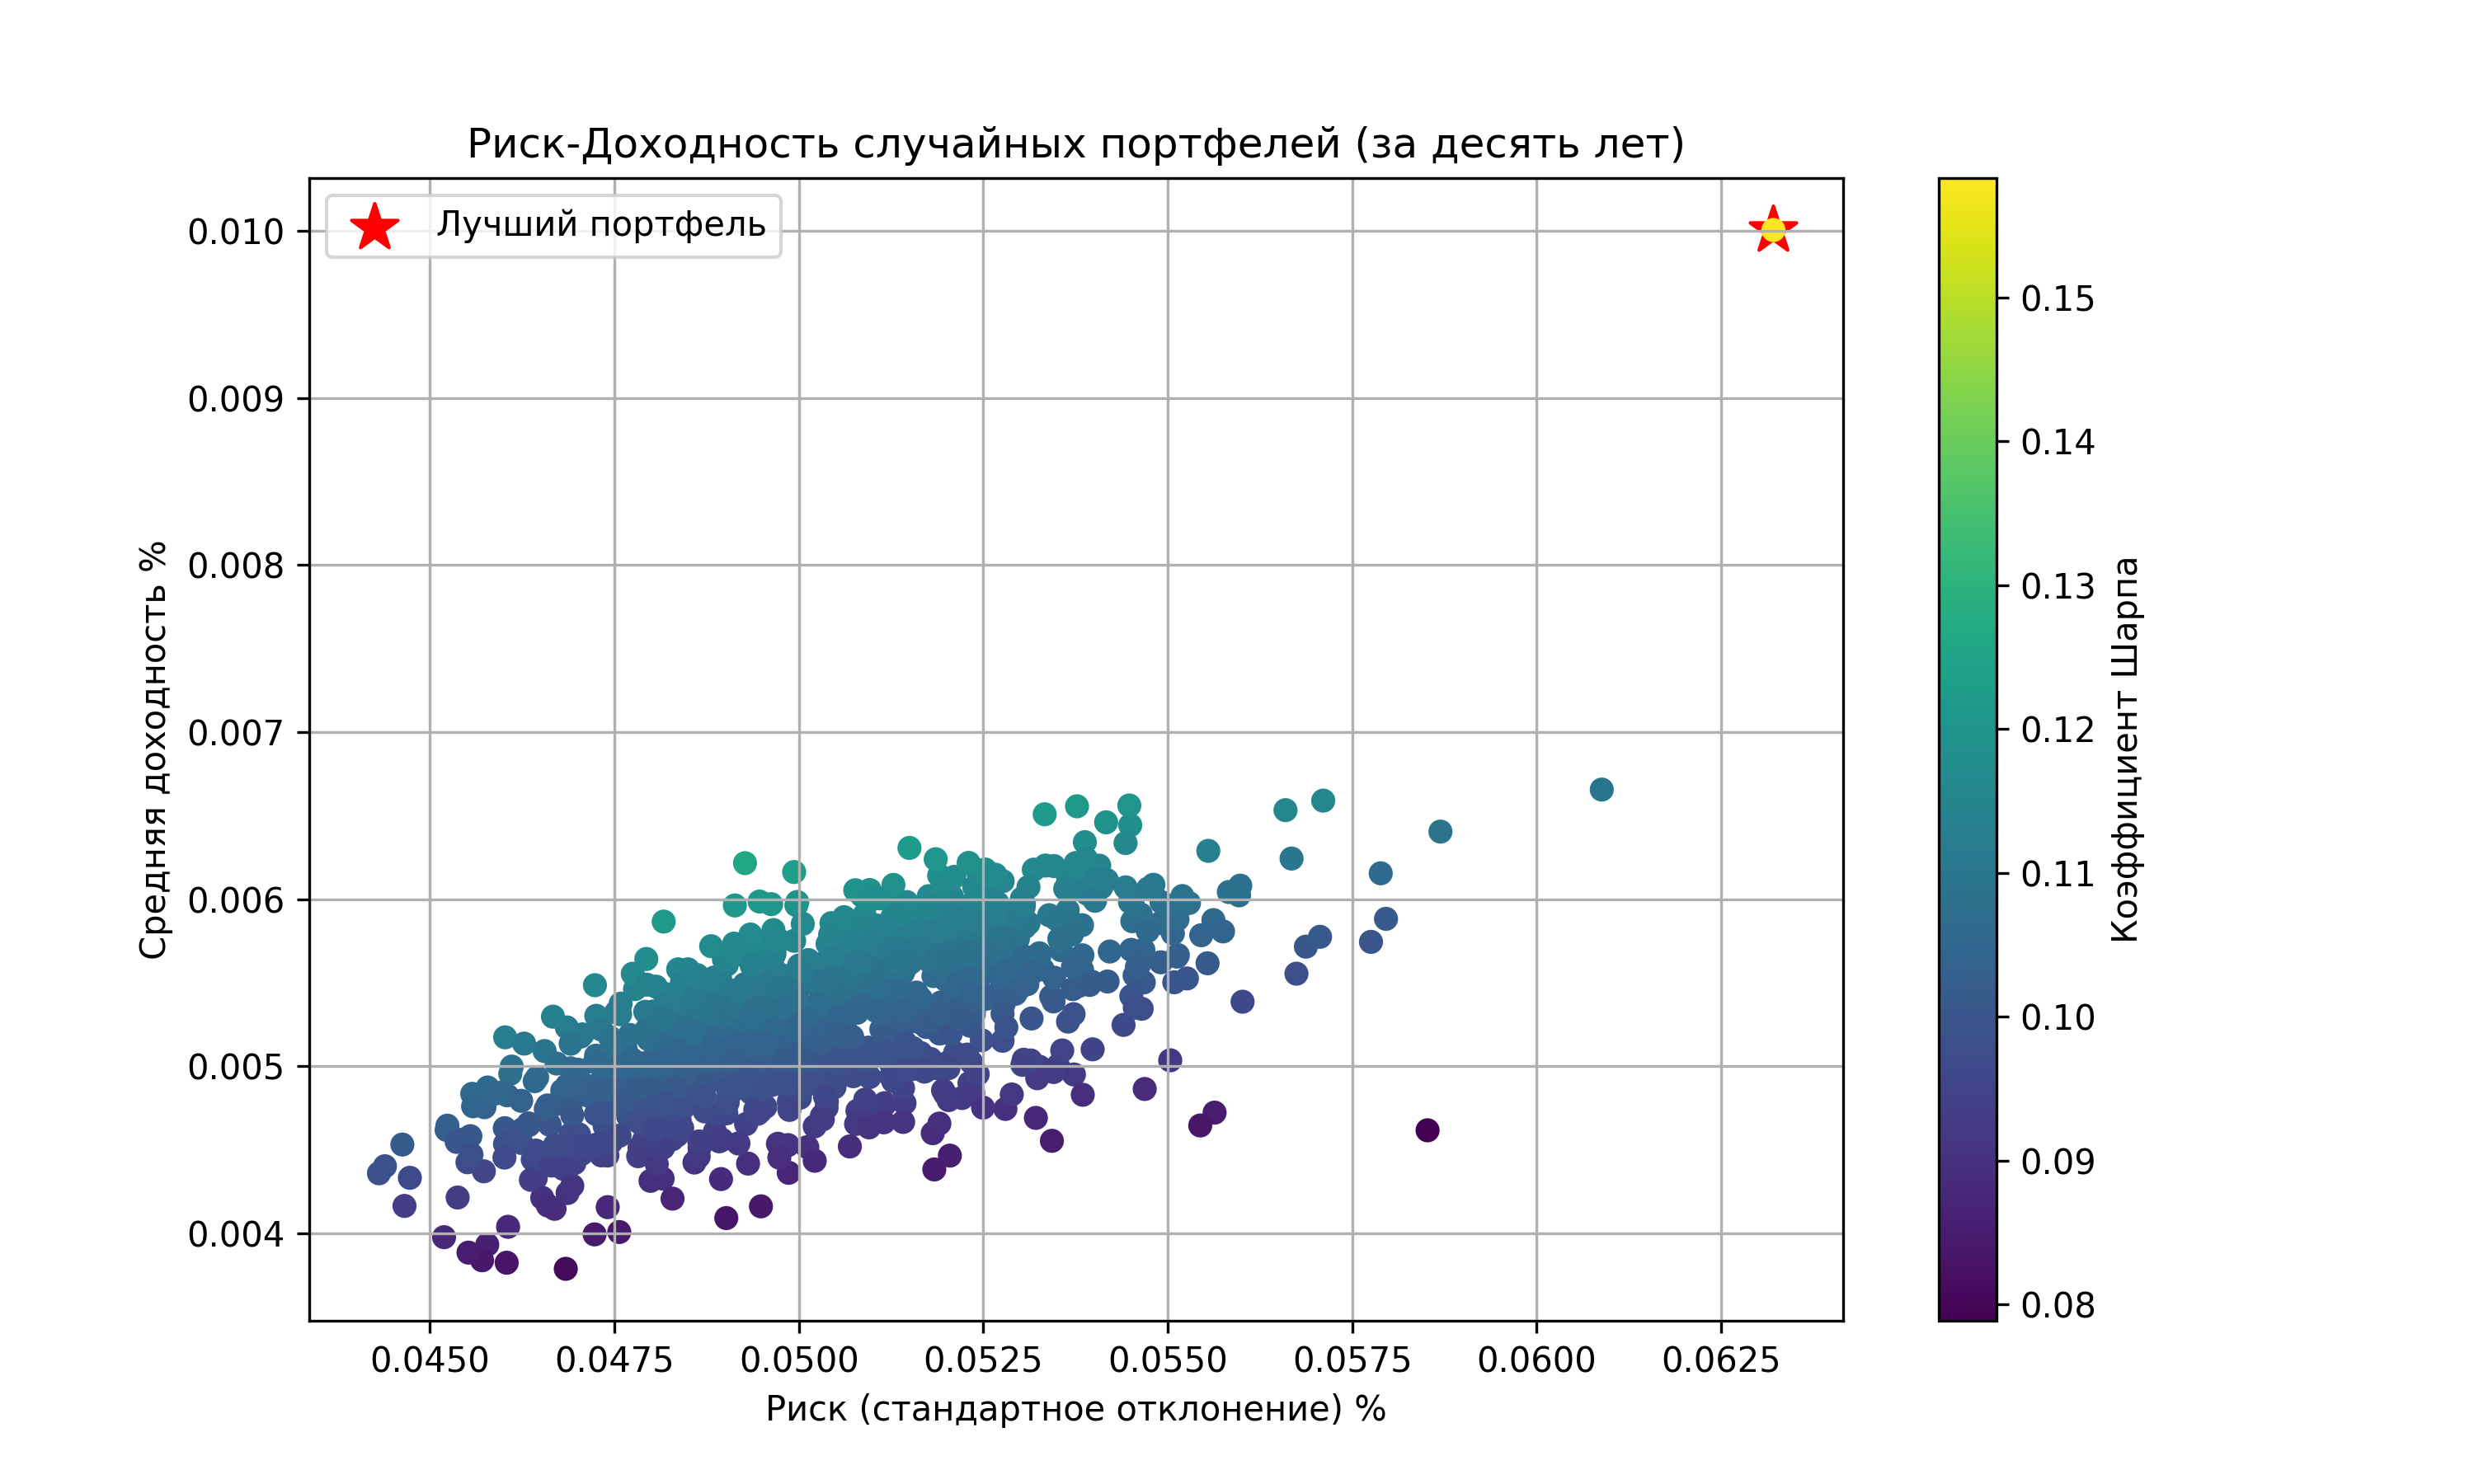 Риск-Доходность случайных портфелей (за десять лет)
Лучший портфель
Средняя доходность %
0.010
0.009
0.008
0.007
0.006
0.005
0.004
0.0450 0.0475 0.0500 0.0525 0.0550 0.0575 0.0600 0.0625
Риск (стандартное отклонение) %
0.15
0.14
0.13
0.12
0.11
0.10
0.09
0.08
Коэффициент Шарпа